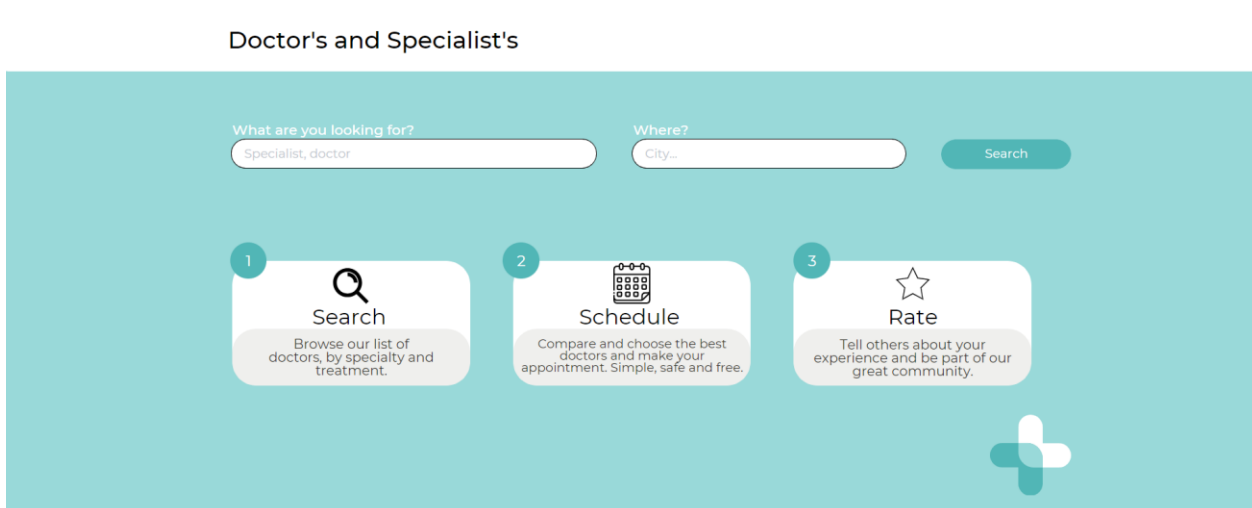 Doctor's and Specialist's
What are you looking for?
Where?
Specialist, doctor
City...
Search
1
Search
Browse our list of
doctors, by specialty and
treatment.
2
Schedule
Compare and choose the best
doctors and make your
appointment. Simple, safe and free.
3
Rate
Tell others about your
experience and be part of our
great community.